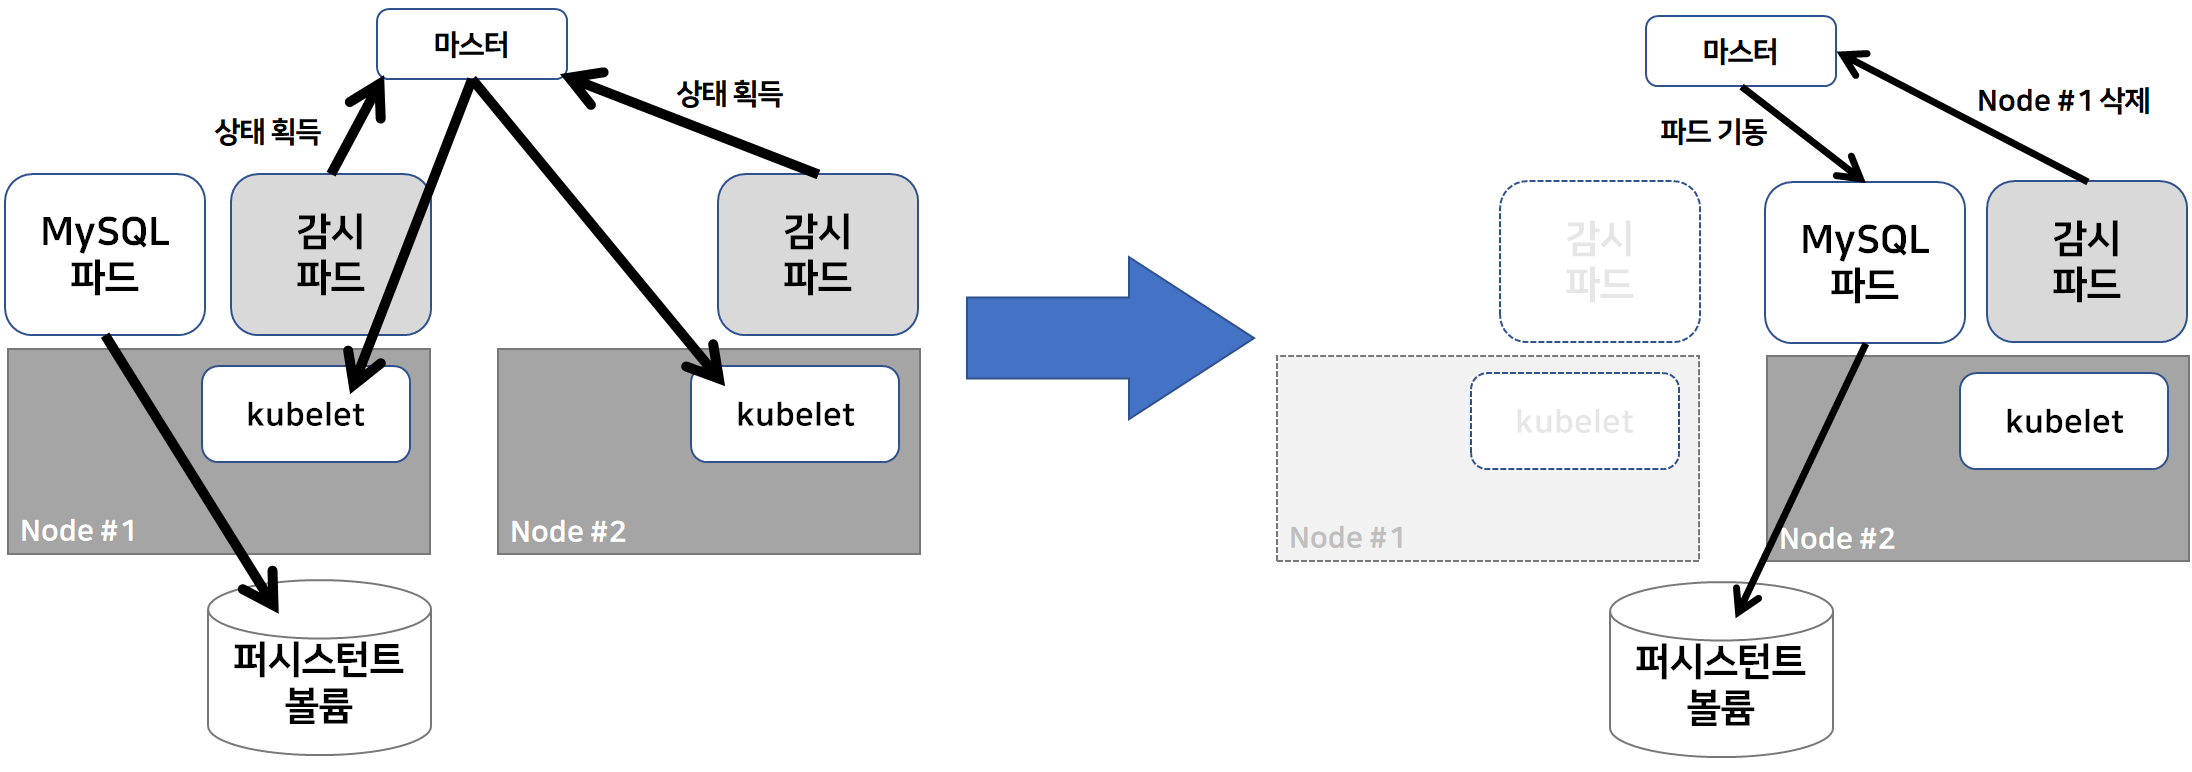 마스터
상태 획득
상태 획득
MySQL
파드
감시
파드
감시
파드
kubelet
kubelet
Node #1
Node #2
퍼시스턴트
볼륨
마스터
Node #1 삭제
파드 기동
감시
파드
MySQL
파드
감시
파드
kubelet
kubelet
Node #1
Node #2
퍼시스턴트
볼륨